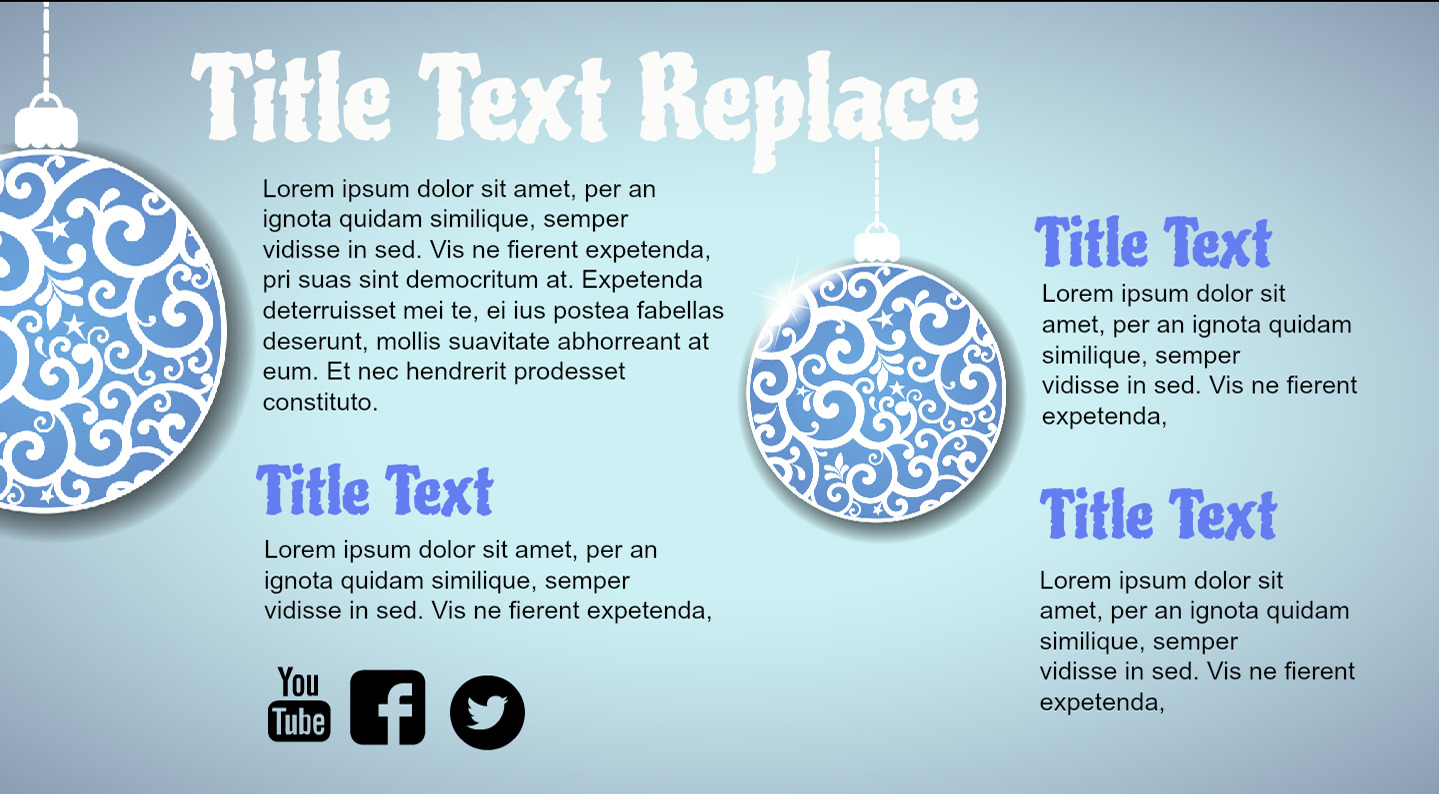 Title Text Replace
Lorem ipsum dolor sit amet, per an
ignota quidam similique, semper
vidisse in sed. Vis ne fierent expetenda,
pri suas sint democritum at. Expetenda
deterruisset mei te, ei ius postea fabellas
deserunt, mollis suavitate abhorreant at
eum. Et nec hendrerit prodesset
constituto.
Title Text
Lorem ipsum dolor sit amet, per an
ignota quidam similique, semper
vidisse in sed. Vis ne fierent expetenda,
You
Tube
Title Text
Lorem ipsum dolor sit
amet, per an ignota quidam
similique, semper
vidisse in sed. Vis ne fierent
expetenda,
Title Text
Lorem ipsum dolor sit
amet, per an ignota quidam
similique, semper
vidisse in sed. Vis ne fierent
expetenda,